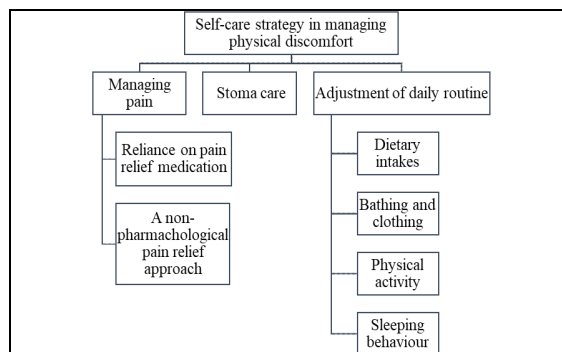 Self-care strategy in managing
physical discomfort
Managing
pain
Stoma care
Adjustment of daily routine
Reliance on pain
relief medication
A non-
pharmachological
pain relief
approach
Dietary
intakes
Bathing and
clothing
Physical
activity
Sleeping
behaviour